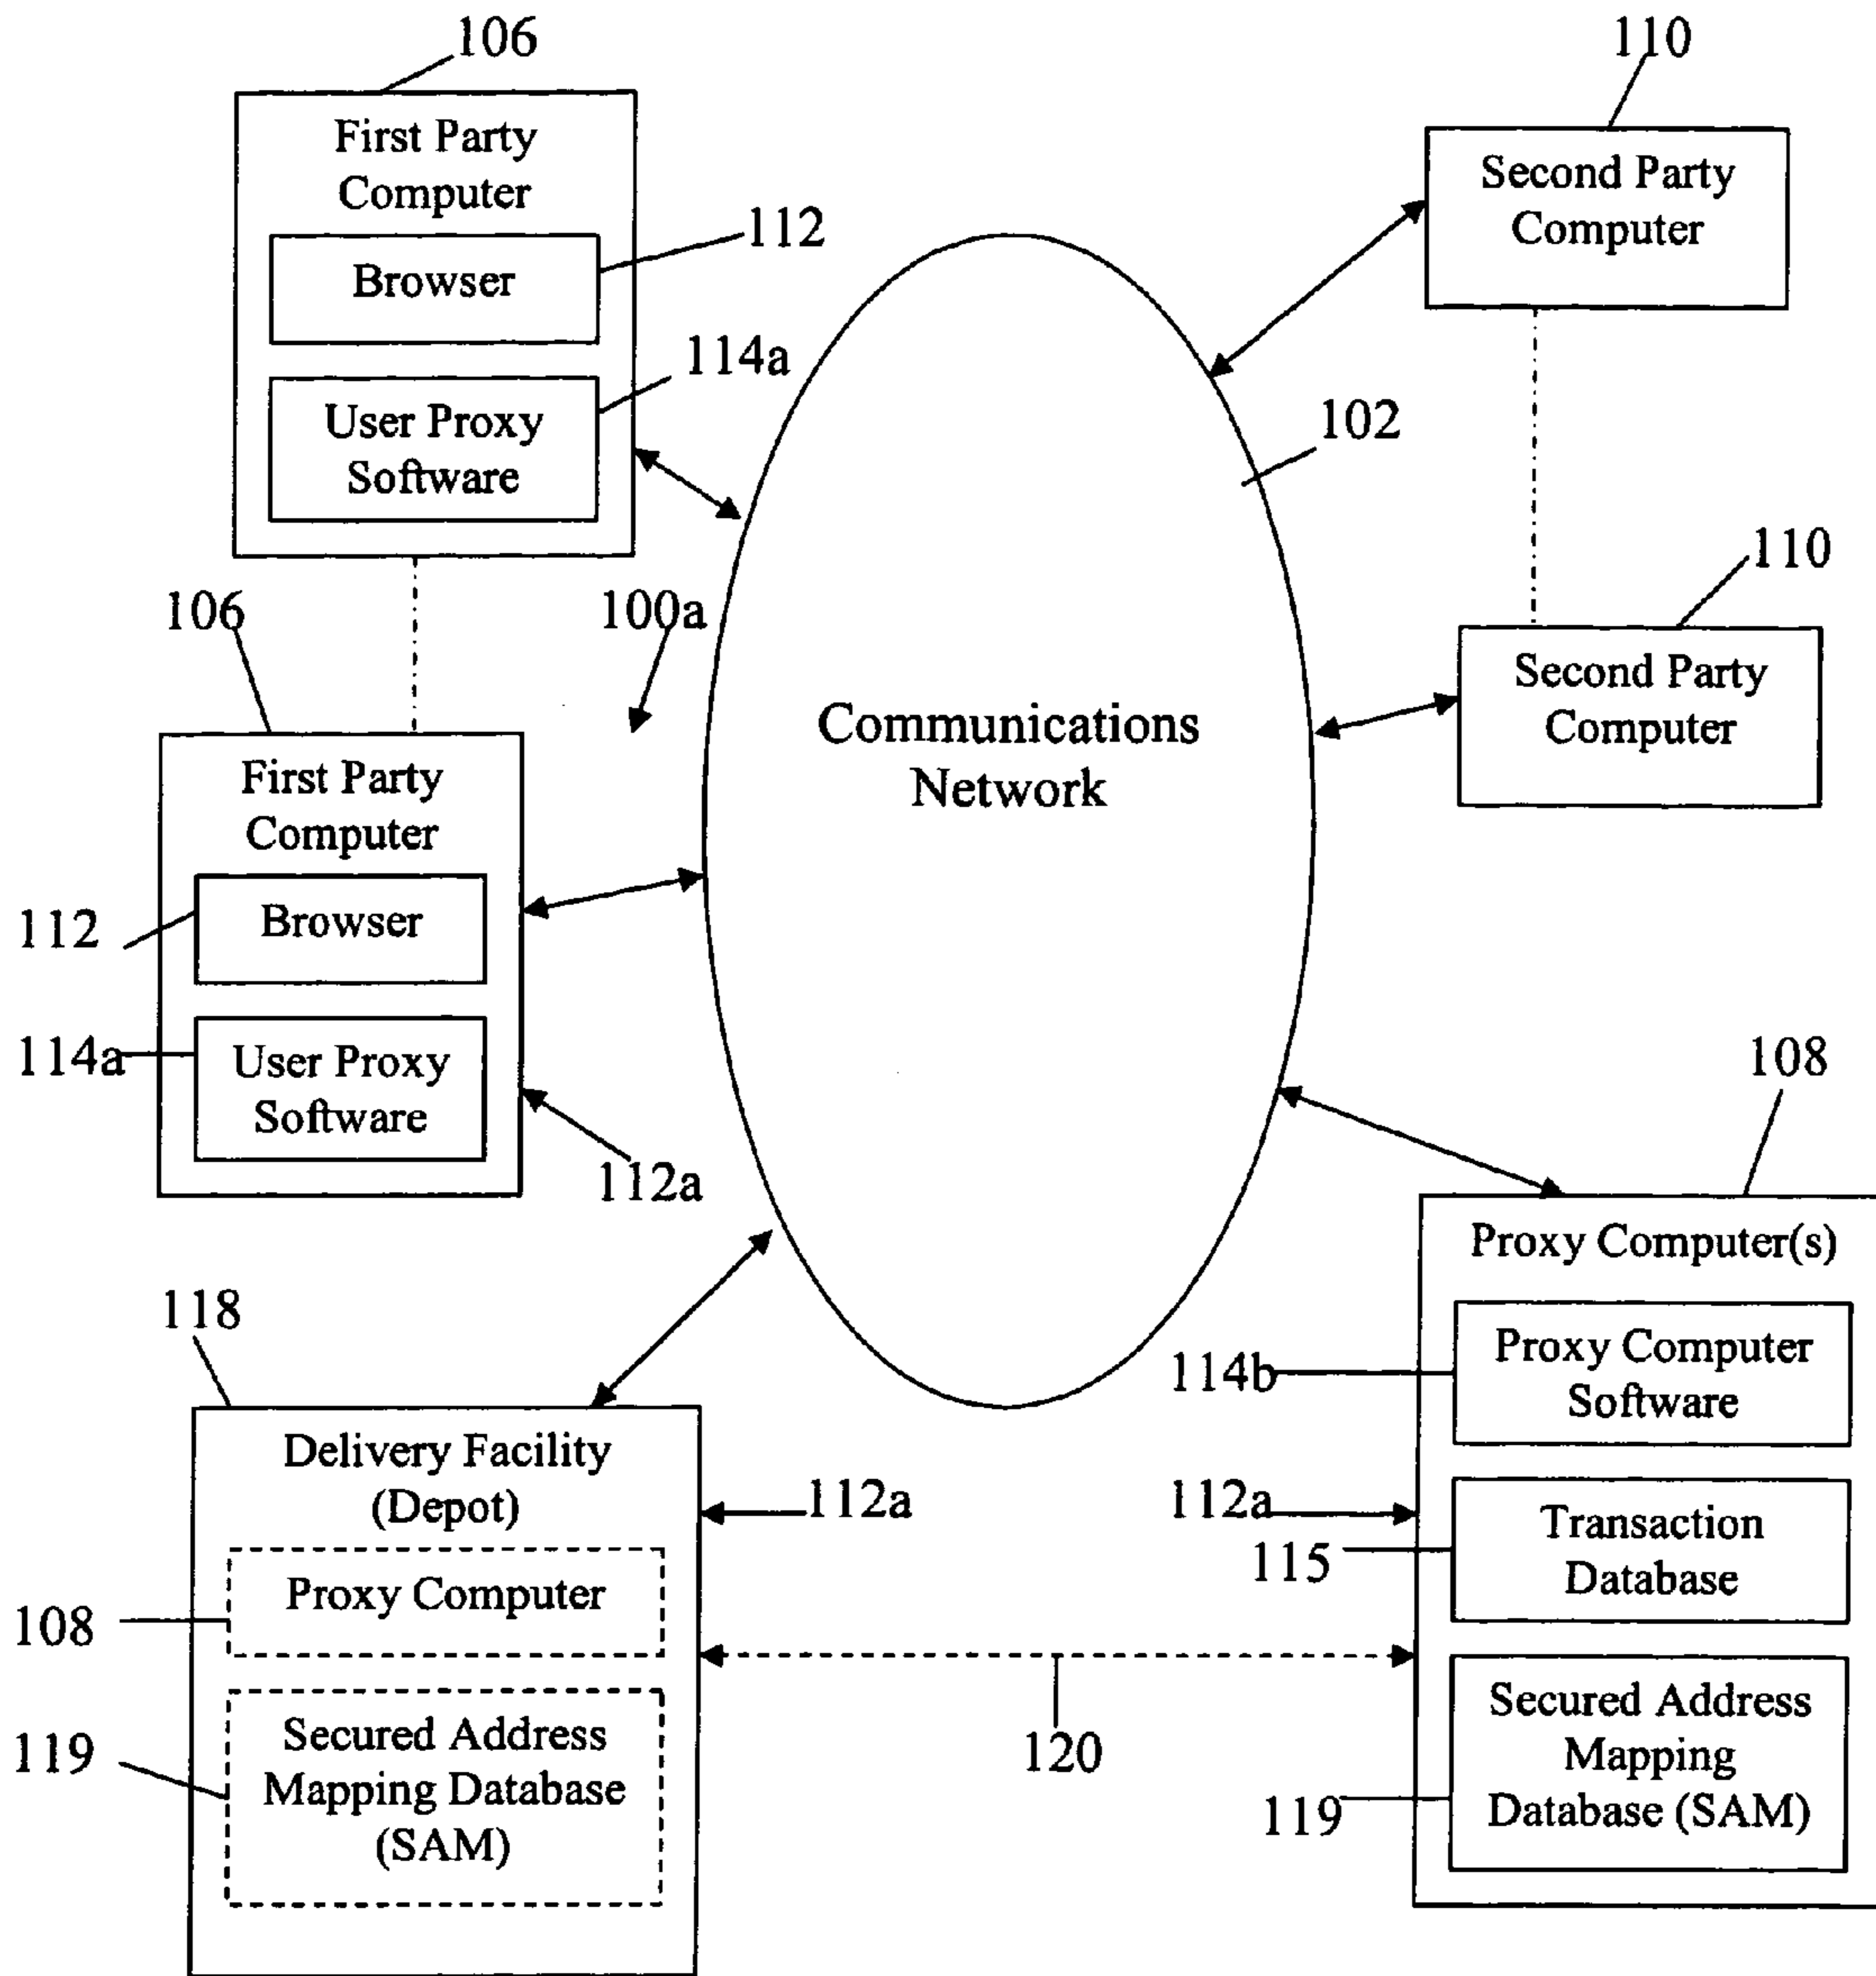 106
First Party
Computer
112
Browser
114a
User Proxy
Software
110
Second Party
Computer
102
110
Second Party
Computer
100a
Communications
Network
106
First Party
Computer
112
Browser
114a
User Proxy
Software
112a
118
Delivery Facility
(Depot)
112a
108
Proxy Computer
119
Secured Address
Mapping Database
(SAM)
120
108
Proxy Computer(s)
114b
Proxy Computer
Software
112a
115
Transaction
Database
119
Secured Address
Mapping
Database (SAM)